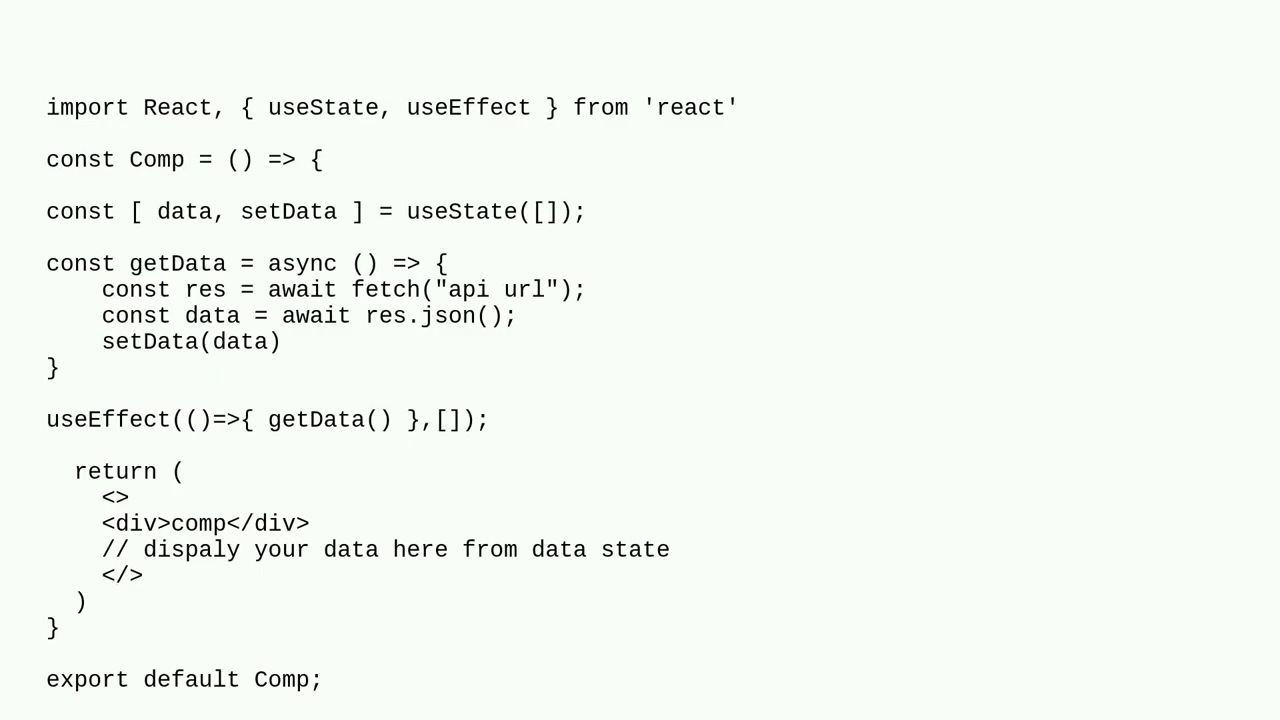 import React, { useState, useEffect } from 'react'
const Comp = () => {
const [ data, setData ] = useState([]);
const getData = async () => {
    const res = await fetch("api url");
    const data = await res.json();
    setData(data)
}
useEffect(()=>{ getData() },[]);
  return (
    <>
    <div>comp</div>
    // dispaly your data here from data state
    </>
  )
}
export default Comp;